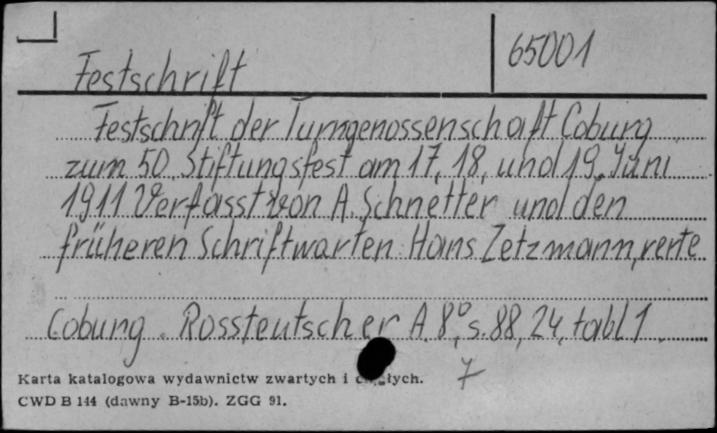 65001
Festschrift
Festschrift der Turngenossenschaft Coburg
zum 50. Stiftungsfest am 17, 18, und 19. Juni
1911 Verfasst von A. Schnetter und den
früheren Schriftwarten Hans Zetzmann, rerte
Coburg. Rossteutscher A. 8°, s. 88, 24, tabl 1.
7
Karta katalogowa wydawnictw zwartych i ciągłych.
CWD B 144 (dawny B-15b). ZGG 91.